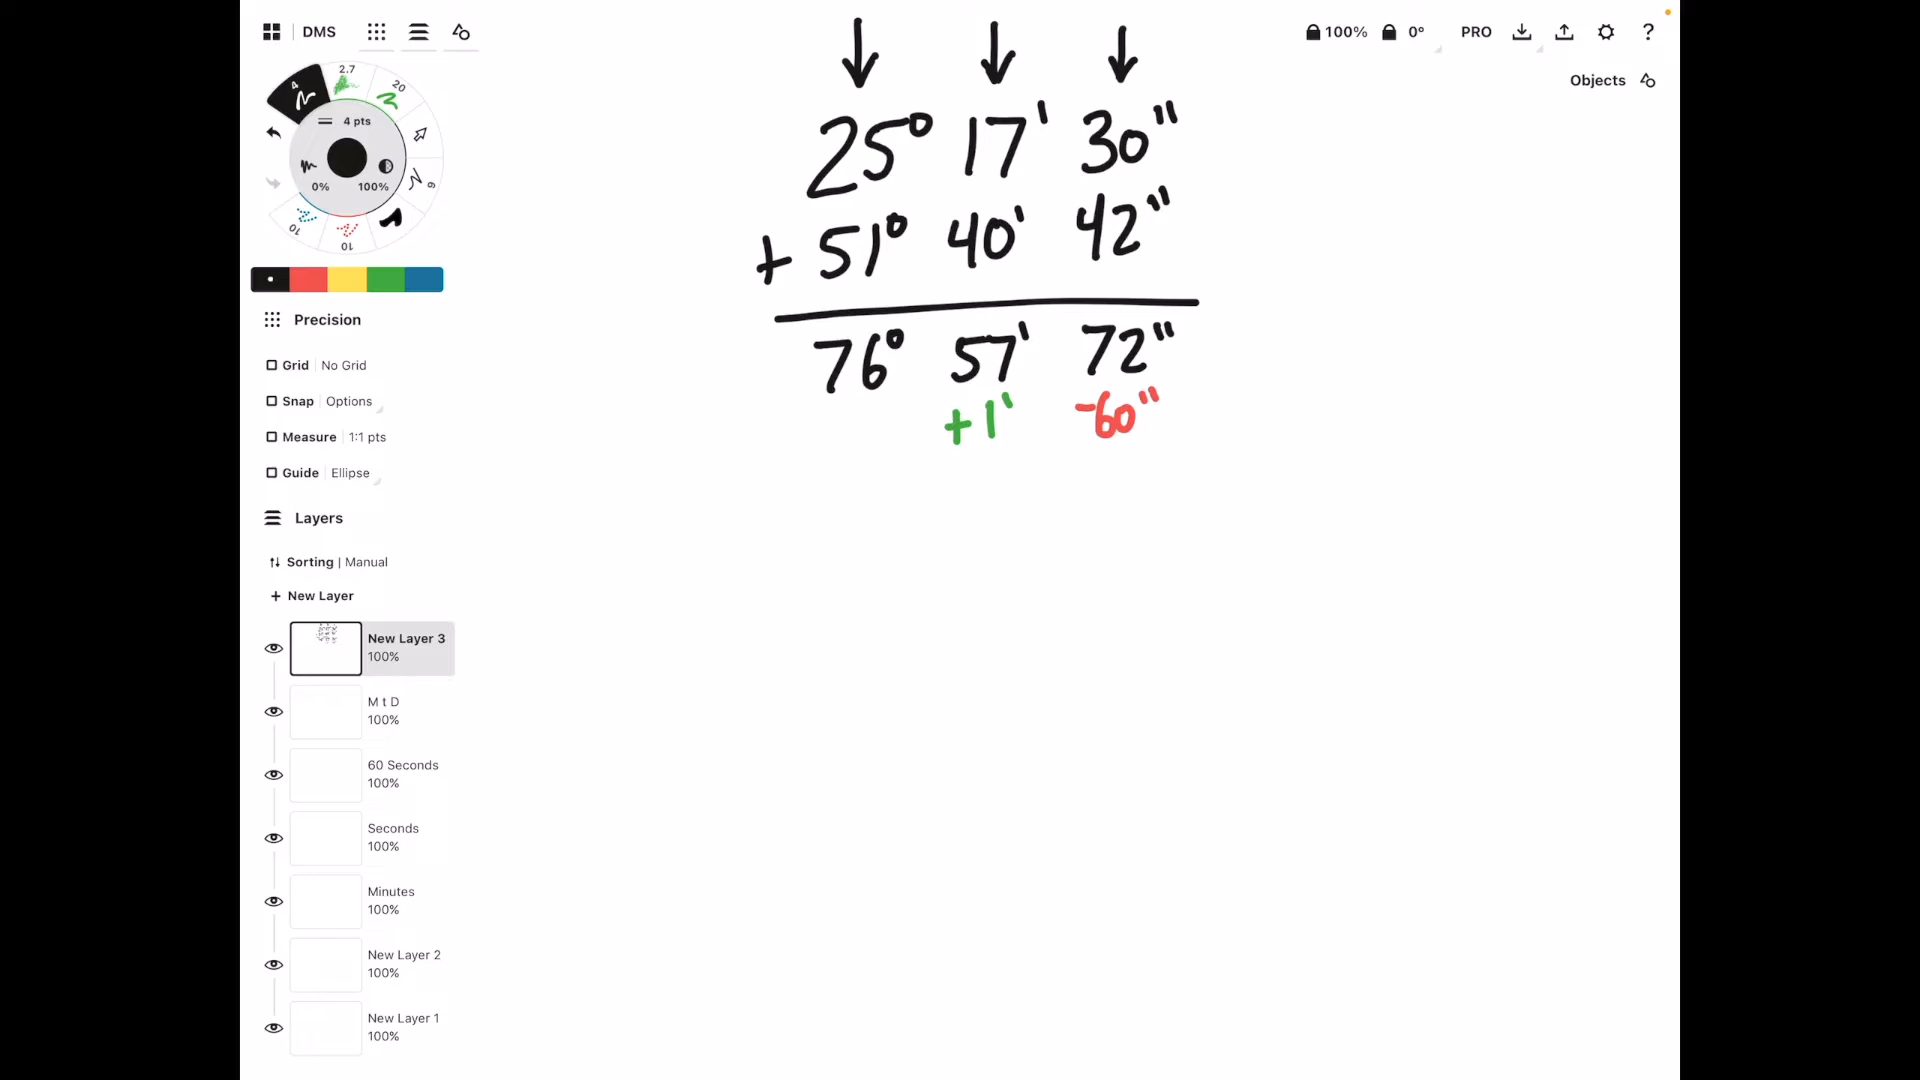 DMS
100% 0° PRO ?
Objects
2.7
4
20
4 pts
0% 100%
6
10
10
Precision
Grid | No Grid
Snap | Options
Measure | 1:1 pts
Guide | Ellipse
Layers
Sorting | Manual
+ New Layer
New Layer 3
100%
M t D
100%
60 Seconds
100%
Seconds
100%
Minutes
100%
New Layer 2
100%
New Layer 1
100%
25° 17' 30"
+ 51° 40' 42"
76° 57' 72"
+1' -60"